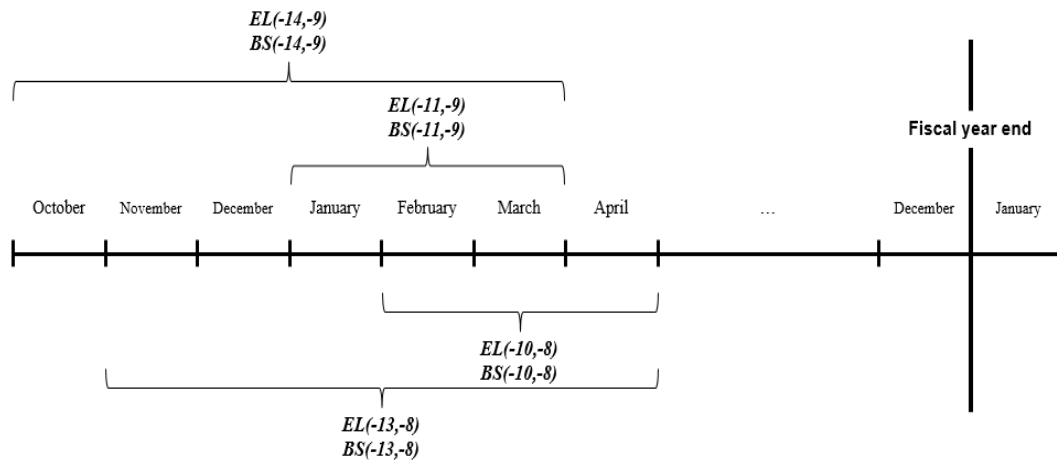 EL(-14,-9)
BS(-14,-9)
EL(-11,-9)
BS(-11,-9)
Fiscal year end
October November December January February March April ... December January
EL(-10,-8)
BS(-10,-8)
EL(-13,-8)
BS(-13,-8)